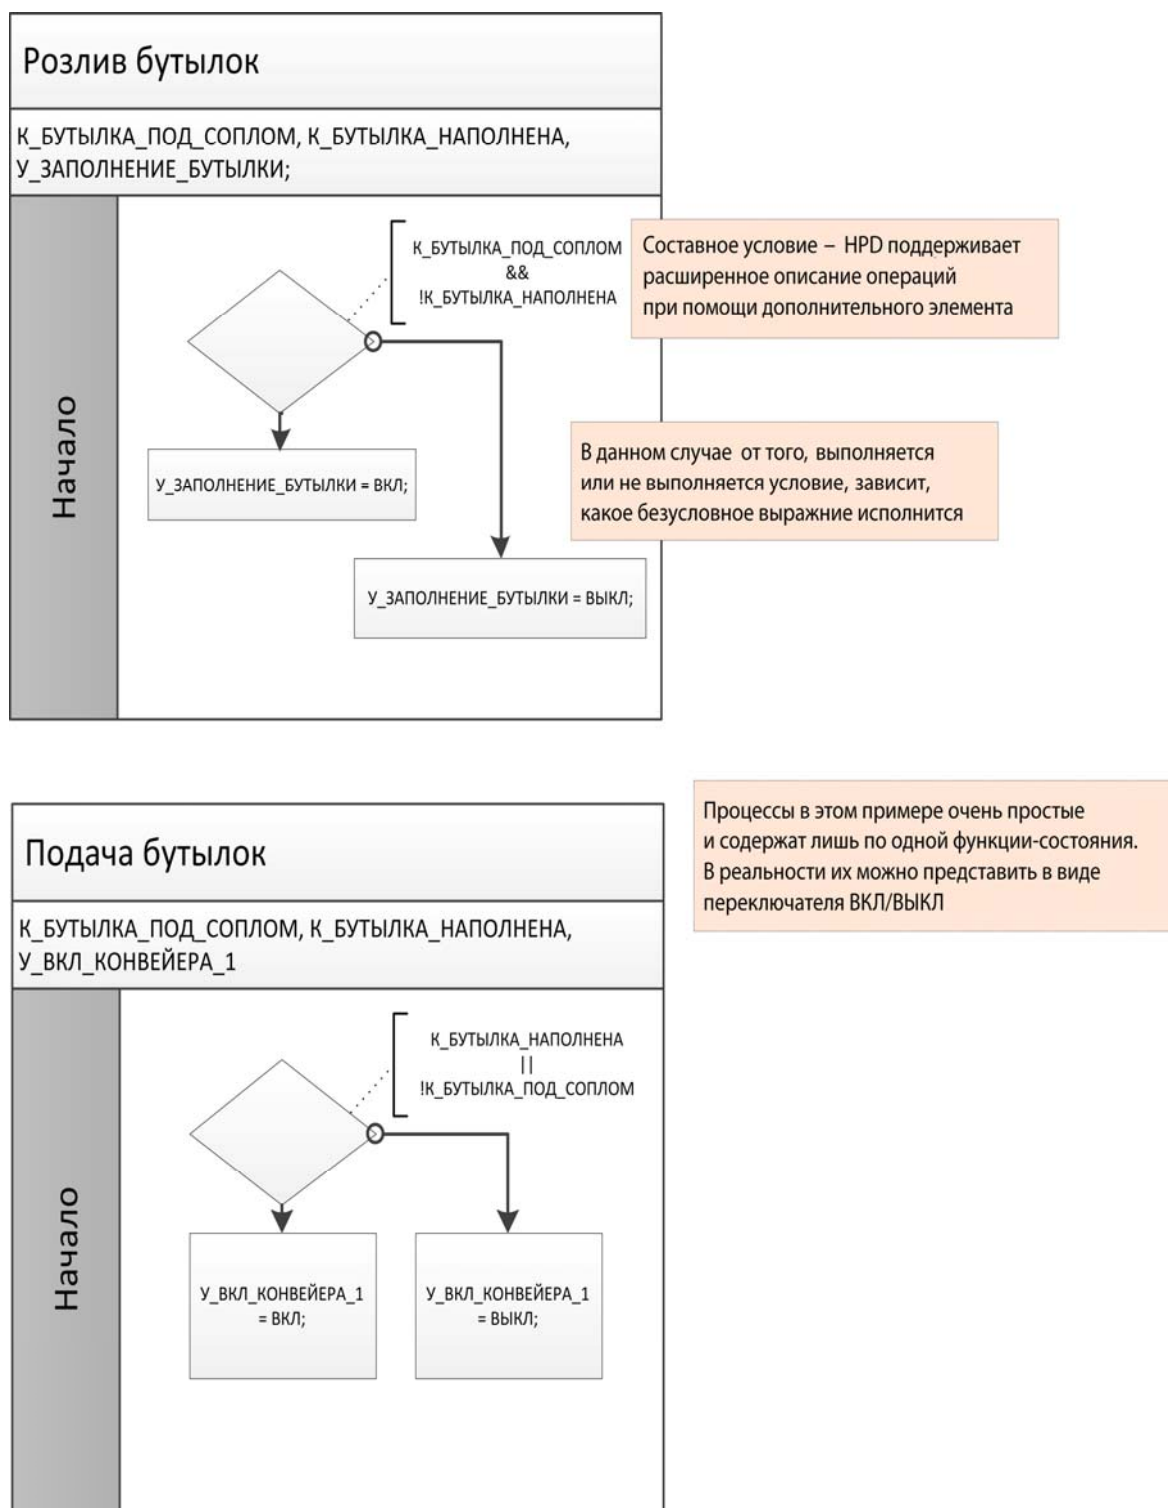 Розлив бутылок
К_БУТЫЛКА_ПОД_СОПЛОМ, К_БУТЫЛКА_НАПОЛНЕНА,
У_ЗАПОЛНЕНИЕ_БУТЫЛКИ;
Начало
К_БУТЫЛКА_ПОД_СОПЛОМ
&&
!К_БУТЫЛКА_НАПОЛНЕНА
Составное условие – HPD поддерживает
расширенное описание операций
при помощи дополнительного элемента
У_ЗАПОЛНЕНИЕ_БУТЫЛКИ = ВКЛ;
В данном случае от того, выполняется
или не выполняется условие, зависит,
какое безусловное выражние исполнится
У_ЗАПОЛНЕНИЕ_БУТЫЛКИ = ВЫКЛ;
Процессы в этом примере очень простые
и содержат лишь по одной функции-состояния.
В реальности их можно представить в виде
переключателя ВКЛ/ВЫКЛ
Подача бутылок
К_БУТЫЛКА_ПОД_СОПЛОМ, К_БУТЫЛКА_НАПОЛНЕНА,
У_ВКЛ_КОНВЕЙЕРА_1
Начало
К_БУТЫЛКА_НАПОЛНЕНА
||
!К_БУТЫЛКА_ПОД_СОПЛОМ
У_ВКЛ_КОНВЕЙЕРА_1
= ВКЛ;
У_ВКЛ_КОНВЕЙЕРА_1
= ВЫКЛ;